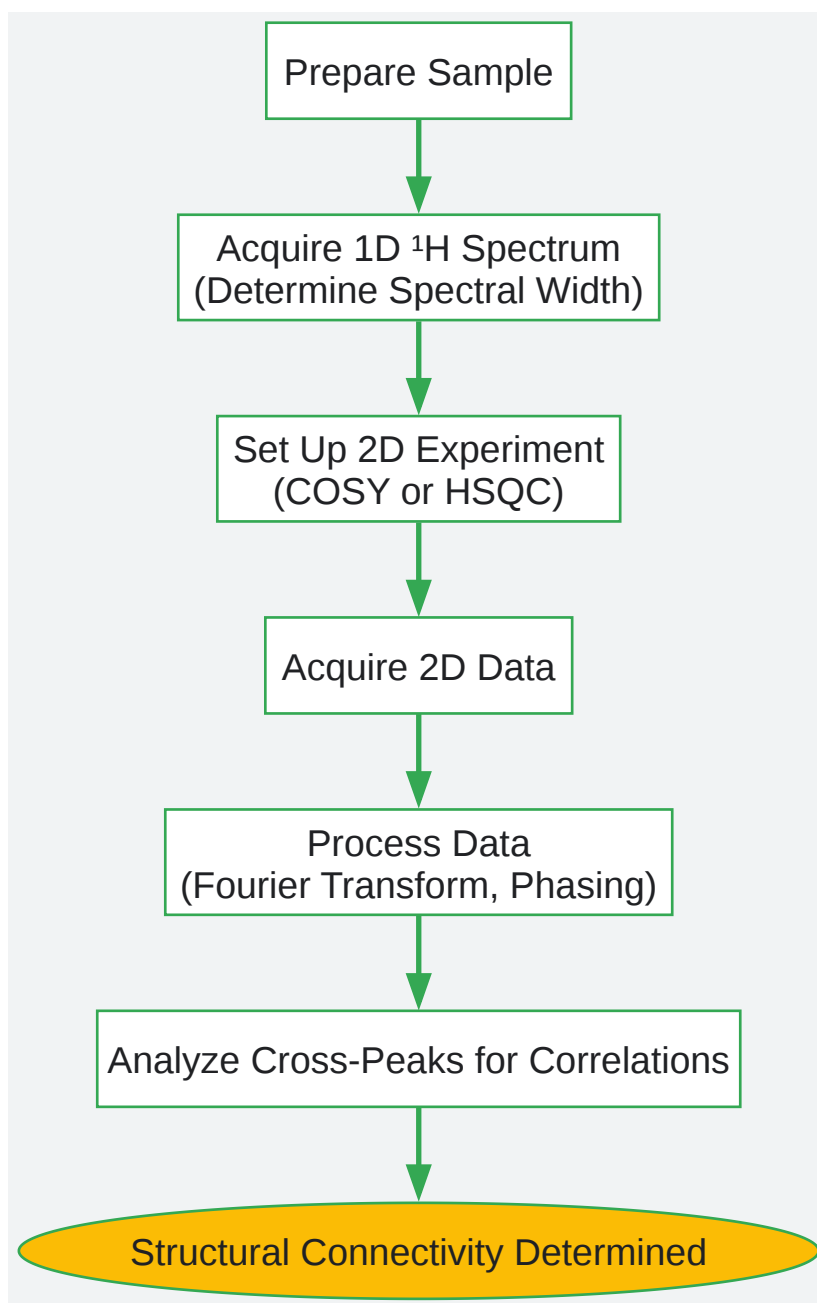 Prepare Sample
Acquire 1D ¹H Spectrum
(Determine Spectral Width)
Set Up 2D Experiment
(COSY or HSQC)
Acquire 2D Data
Process Data
(Fourier Transform, Phasing)
Analyze Cross-Peaks for Correlations
Structural Connectivity Determined